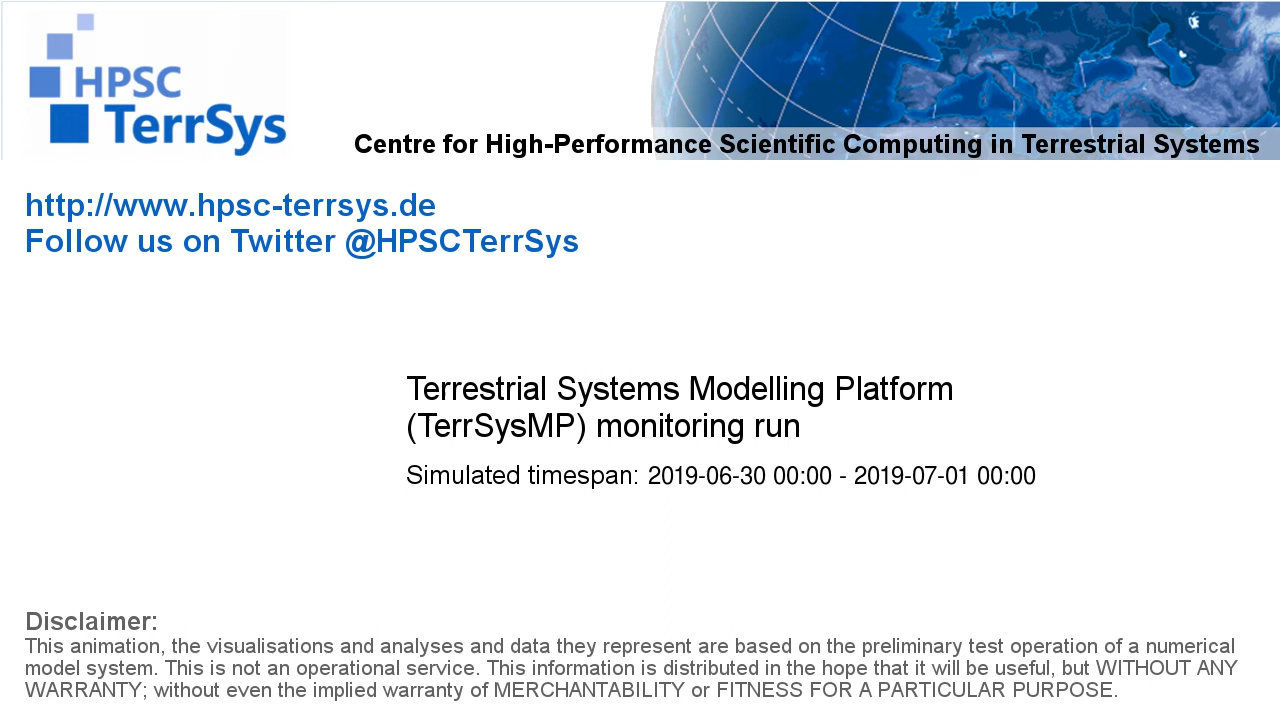 HPSC
TerrSys
Centre for High-Performance Scientific Computing in Terrestrial Systems
http://www.hpsc-terrsys.de
Follow us on Twitter @HPSCTerrSys
Terrestrial Systems Modelling Platform
(TerrSysMP) monitoring run
Simulated timespan: 2019-06-30 00:00 - 2019-07-01 00:00
Disclaimer:
This animation, the visualisations and analyses and data they represent are based on the preliminary test operation of a numerical
model system. This is not an operational service. This information is distributed in the hope that it will be useful, but WITHOUT ANY
WARRANTY; without even the implied warranty of MERCHANTABILITY or FITNESS FOR A PARTICULAR PURPOSE.